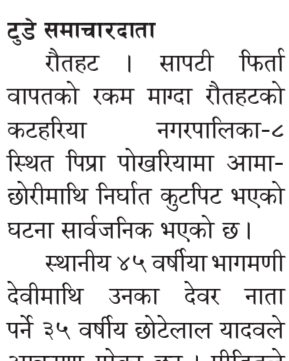 टुडे समाचारदाता
रौतहट । सापटी फिर्ता
वापतको रकम माग्दा रौतहटको
कटहरिया नगरपालिका-८
स्थित पिप्रा पोखरियामा आमा-
छोरीमाथि निर्घात कुटपिट भएको
घटना सार्वजनिक भएको छ।
स्थानीय ४५ वर्षीया भागमणी
देवीमाथि उनका देवर नाता
पर्ने ३५ वर्षीय छोटेलाल यादवले